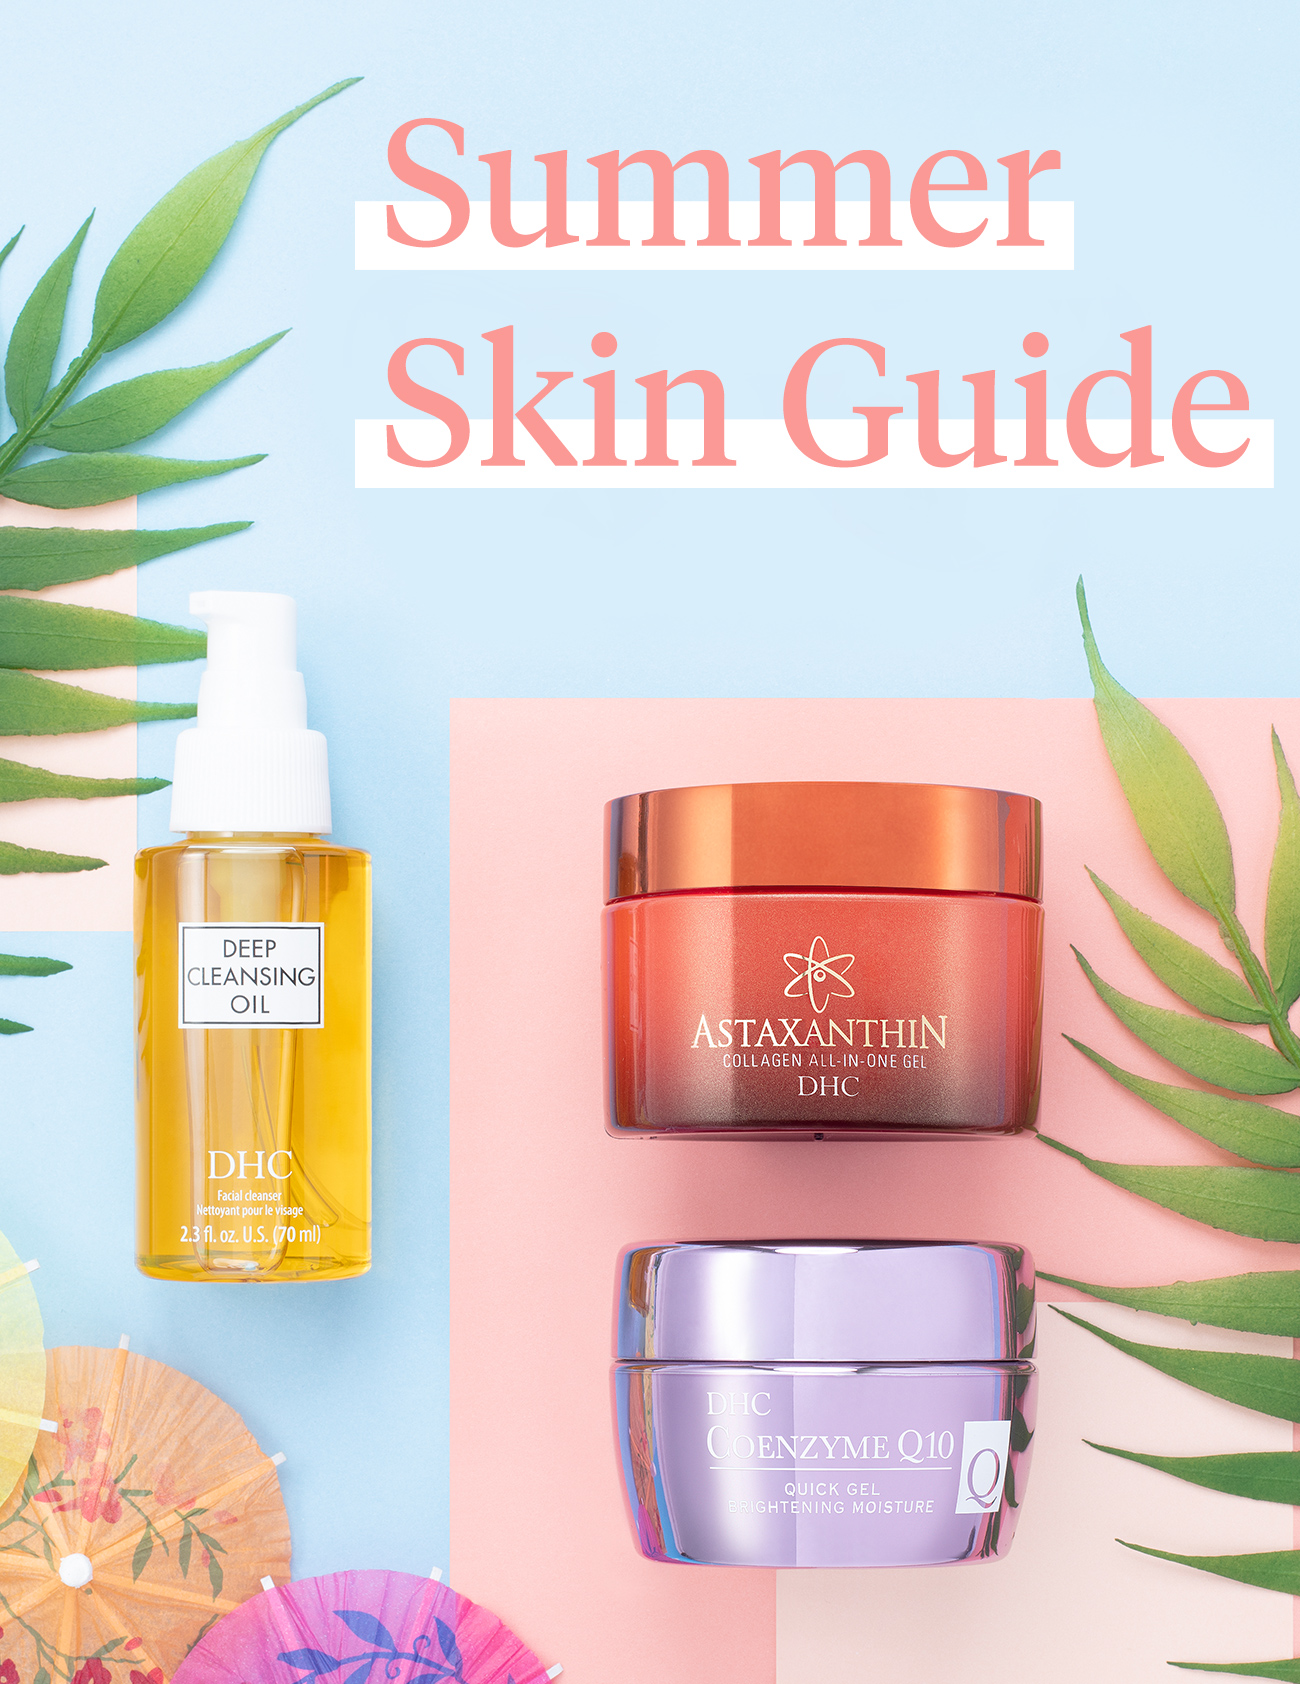 Summer
Skin Guide
DEEP
CLEANSING
OIL
DHC
Facial cleanser
Nettoyant pour le visage
2.3 fl. oz. U.S. (70 ml)
ASTAXANTHIN
COLLAGEN ALL-IN-ONE GEL
DHC
DHC
COENZYME Q10
Q
QUICK GEL
BRIGHTENING MOISTURE